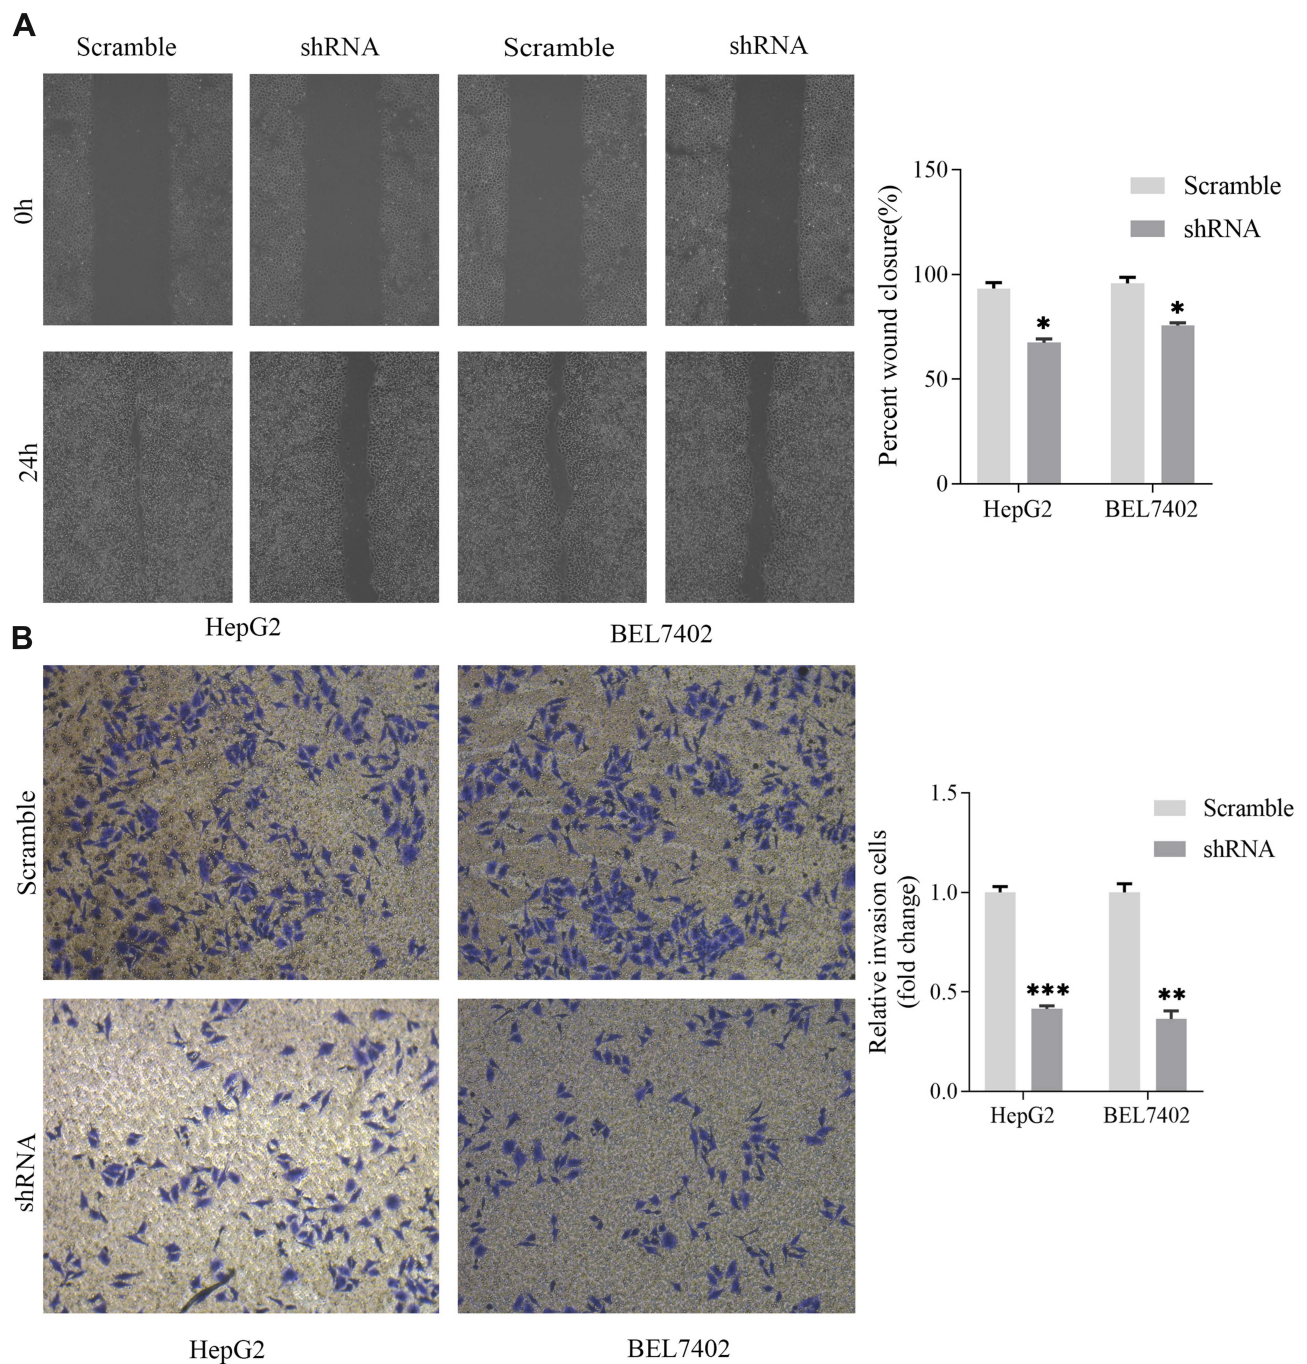 A
Scramble
shRNA
Scramble
shRNA
0h
24h
HepG2
BEL7402
Percent wound closure(%)
150
100
50
0
Scramble
shRNA
*
*
HepG2
BEL7402
B
Scramble
shRNA
HepG2
BEL7402
Relative invasion cells
(fold change)
1.5
1.0
0.5
0.0
Scramble
shRNA
***
**
HepG2
BEL7402